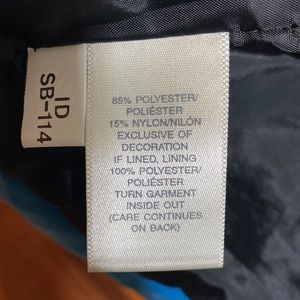 ID
SB-114
85% POLYESTER/
POLIÉSTER
15% NYLON/NILÓN
EXCLUSIVE OF
DECORATION
IF LINED, LINING
100% POLYESTER/
POLIÉSTER
TURN GARMENT
INSIDE OUT
(CARE CONTINUES
ON BACK)